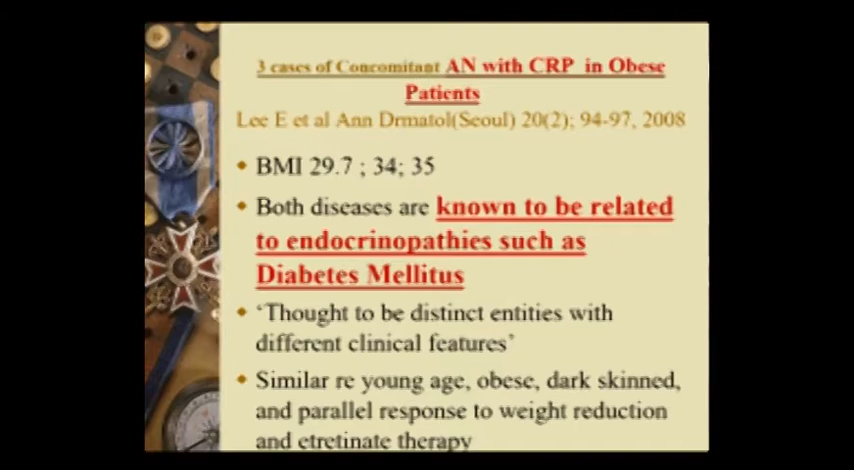 3 cases of Concomitant AN with CRP in Obese
Patients
Lee E et al Ann Drmatol(Seoul) 20(2); 94-97, 2008
• BMI 29.7 ; 34; 35
• Both diseases are known to be related
to endocrinopathies such as
Diabetes Mellitus
• ‘Thought to be distinct entities with
different clinical features’
• Similar re young age, obese, dark skinned,
and parallel response to weight reduction
and etretinate therapy